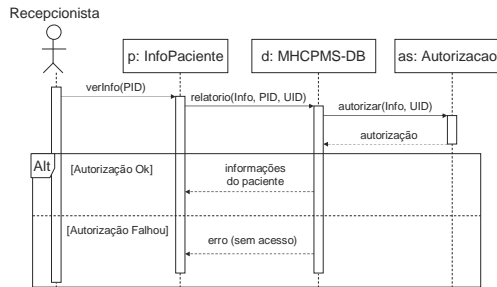 Recepcionista
p: InfoPaciente
d: MHCPMS-DB
as: Autorizacao
verInfo(PID)
relatorio(Info, PID, UID)
autorizar(Info, UID)
autorização
Alt
[Autorização Ok]
informações
do paciente
[Autorização Falhou]
erro (sem acesso)